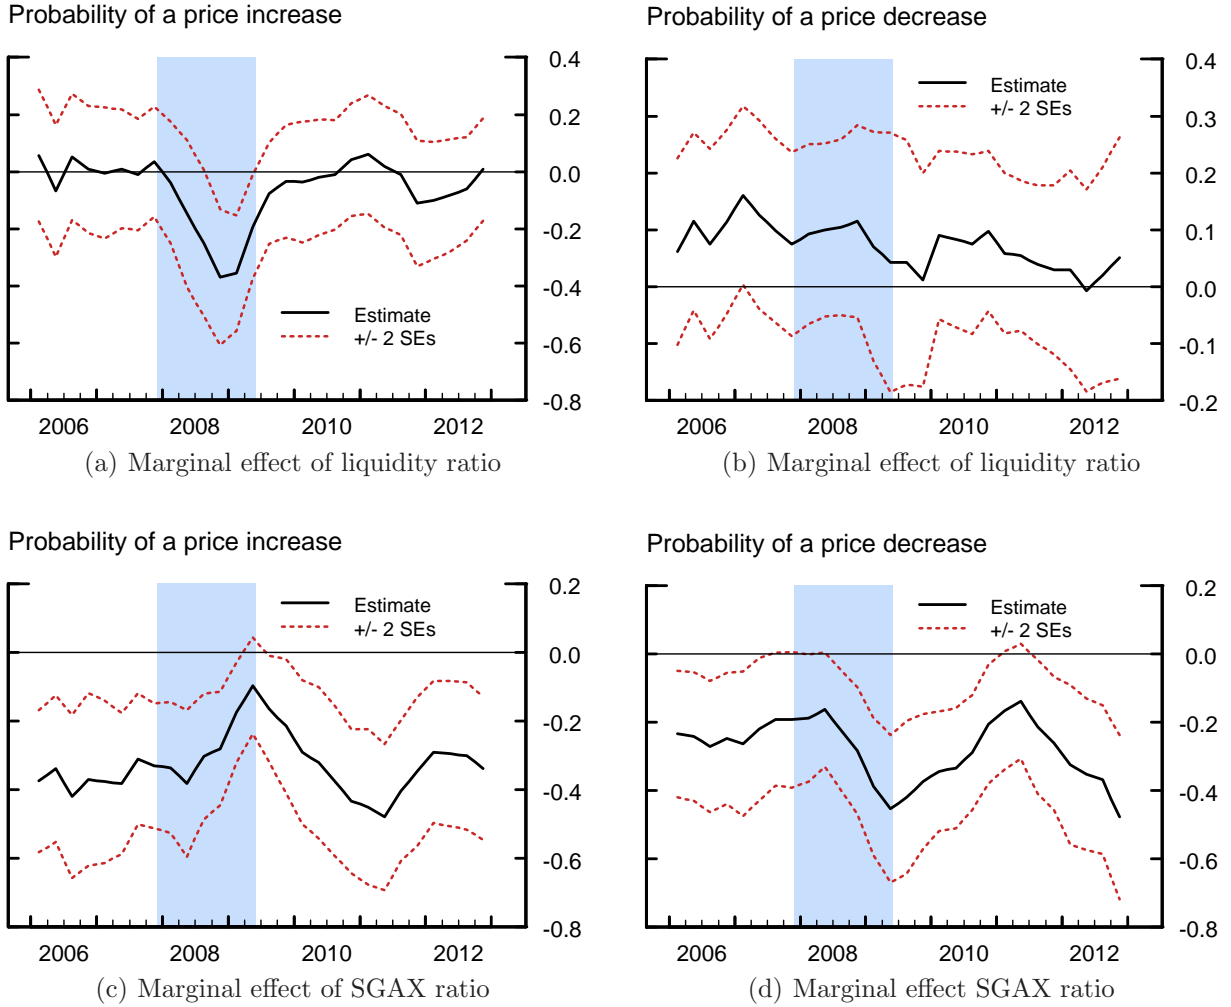 Probability of a price increase
0.4
0.2
0.0
-0.2
-0.4
-0.6
-0.8
Estimate
+/- 2 SEs
2006 2008 2010 2012
(a) Marginal effect of liquidity ratio
Probability of a price decrease
0.4
0.3
0.2
0.1
0.0
-0.1
-0.2
Estimate
+/- 2 SEs
2006 2008 2010 2012
(b) Marginal effect of liquidity ratio
Probability of a price increase
0.2
0.0
-0.2
-0.4
-0.6
-0.8
Estimate
+/- 2 SEs
2006 2008 2010 2012
(c) Marginal effect of SGAX ratio
Probability of a price decrease
0.2
0.0
-0.2
-0.4
-0.6
-0.8
Estimate
+/- 2 SEs
2006 2008 2010 2012
(d) Marginal effect SGAX ratio